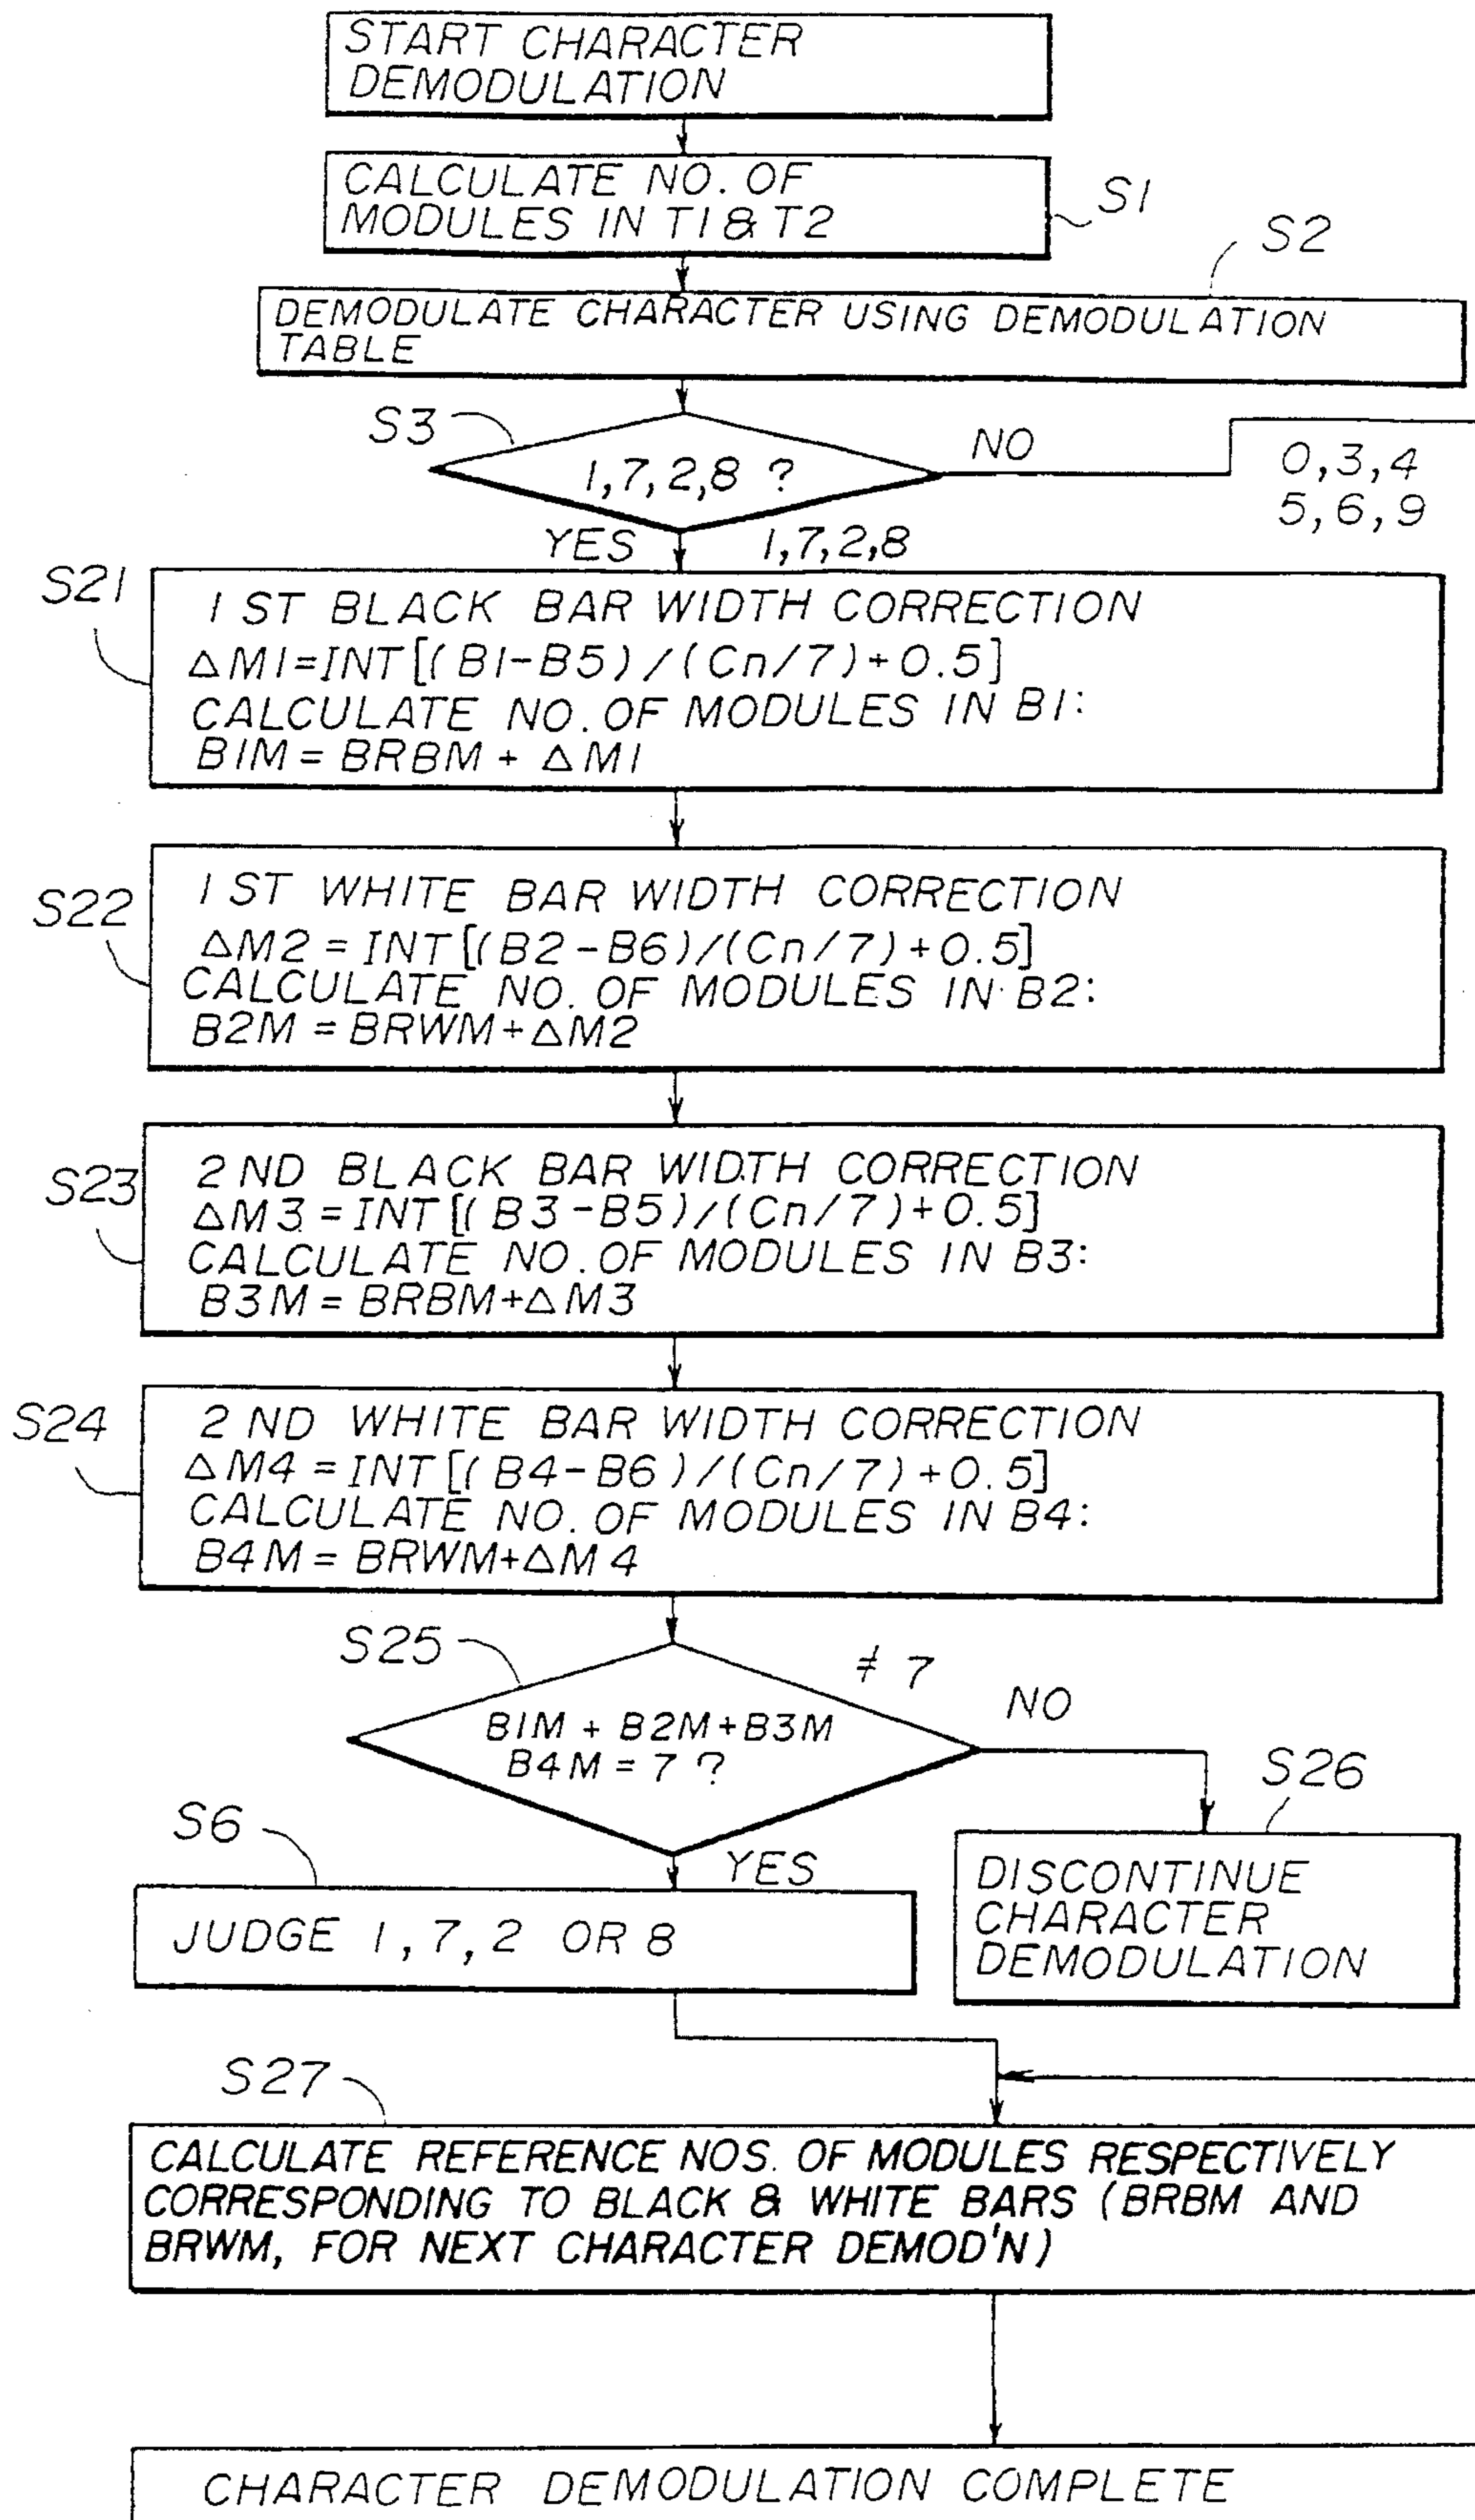 START CHARACTER
DEMODULATION
CALCULATE NO. OF
MODULES IN T1 & T2
S1
S2
DEMODULATE CHARACTER USING DEMODULATION
TABLE
S3
1, 7, 2, 8 ?
NO
0, 3, 4
5, 6, 9
YES
1, 7, 2, 8
S21
1 ST BLACK BAR WIDTH CORRECTION
ΔM1=INT[(B1-B5)/(Cn/7)+0.5]
CALCULATE NO. OF MODULES IN B1:
B1M = BRBM + ΔM1
S22
1 ST WHITE BAR WIDTH CORRECTION
ΔM2 = INT[(B2-B6)/(Cn/7)+0.5]
CALCULATE NO. OF MODULES IN B2:
B2M = BRWM+ΔM2
S23
2 ND BLACK BAR WIDTH CORRECTION
ΔM3 = INT[(B3-B5)/(Cn/7)+0.5]
CALCULATE NO. OF MODULES IN B3:
B3M = BRBM+ΔM3
S24
2 ND WHITE BAR WIDTH CORRECTION
ΔM4 = INT[(B4-B6)/(Cn/7)+0.5]
CALCULATE NO. OF MODULES IN B4:
B4M = BRWM+ΔM4
S25
≠ 7
B1M + B2M+B3M
B4M = 7 ?
NO
S26
S6
YES
JUDGE 1, 7, 2 OR 8
DISCONTINUE
CHARACTER
DEMODULATION
S27
CALCULATE REFERENCE NOS. OF MODULES RESPECTIVELY
CORRESPONDING TO BLACK & WHITE BARS (BRBM AND
BRWM, FOR NEXT CHARACTER DEMOD'N)
CHARACTER DEMODULATION COMPLETE